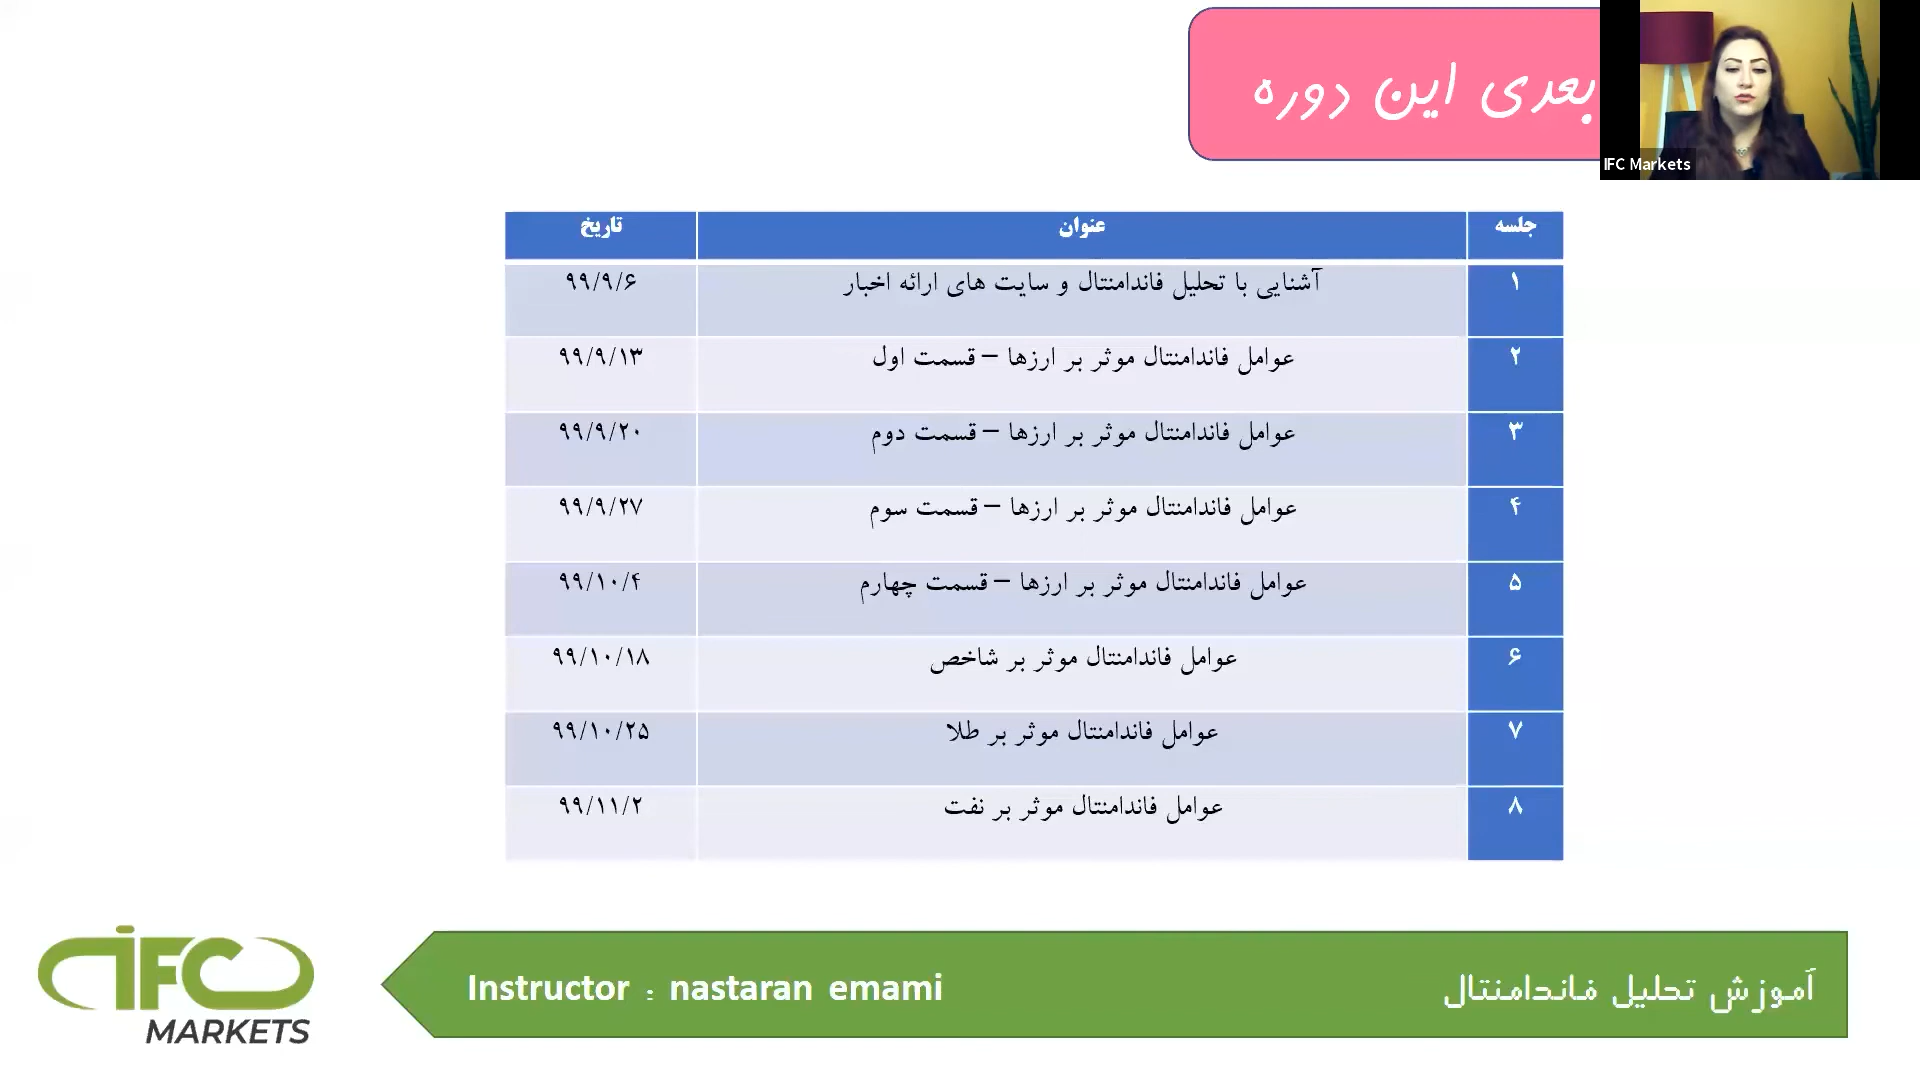 بعدی این دوره
IFC Markets
جلسه عنوان تاریخ
۱ آشنایی با تحلیل فاندامنتال و سایت های ارائه اخبار ۹۹/۹/۶
۲ عوامل فاندامنتال موثر بر ارزها – قسمت اول ۹۹/۹/۱۳
۳ عوامل فاندامنتال موثر بر ارزها – قسمت دوم ۹۹/۹/۲۰
۴ عوامل فاندامنتال موثر بر ارزها – قسمت سوم ۹۹/۹/۲۷
۵ عوامل فاندامنتال موثر بر ارزها – قسمت چهارم ۹۹/۱۰/۴
۶ عوامل فاندامنتال موثر بر شاخص ۹۹/۱۰/۱۸
۷ عوامل فاندامنتال موثر بر طلا ۹۹/۱۰/۲۵
۸ عوامل فاندامنتال موثر بر نفت ۹۹/۱۱/۲
آموزش تحلیل فاندامنتال
Instructor : nastaran emami
IFC
MARKETS